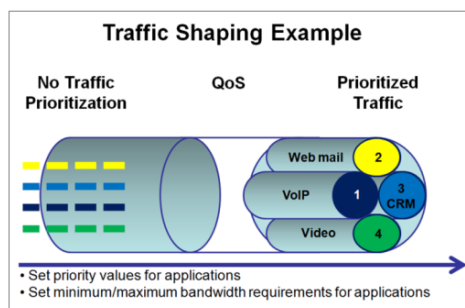 Traffic Shaping Example
No Traffic
Prioritization
QoS
Prioritized
Traffic
Web mail
2
VoIP
1
3
CRM
Video
4
• Set priority values for applications
• Set minimum/maximum bandwidth requirements for applications